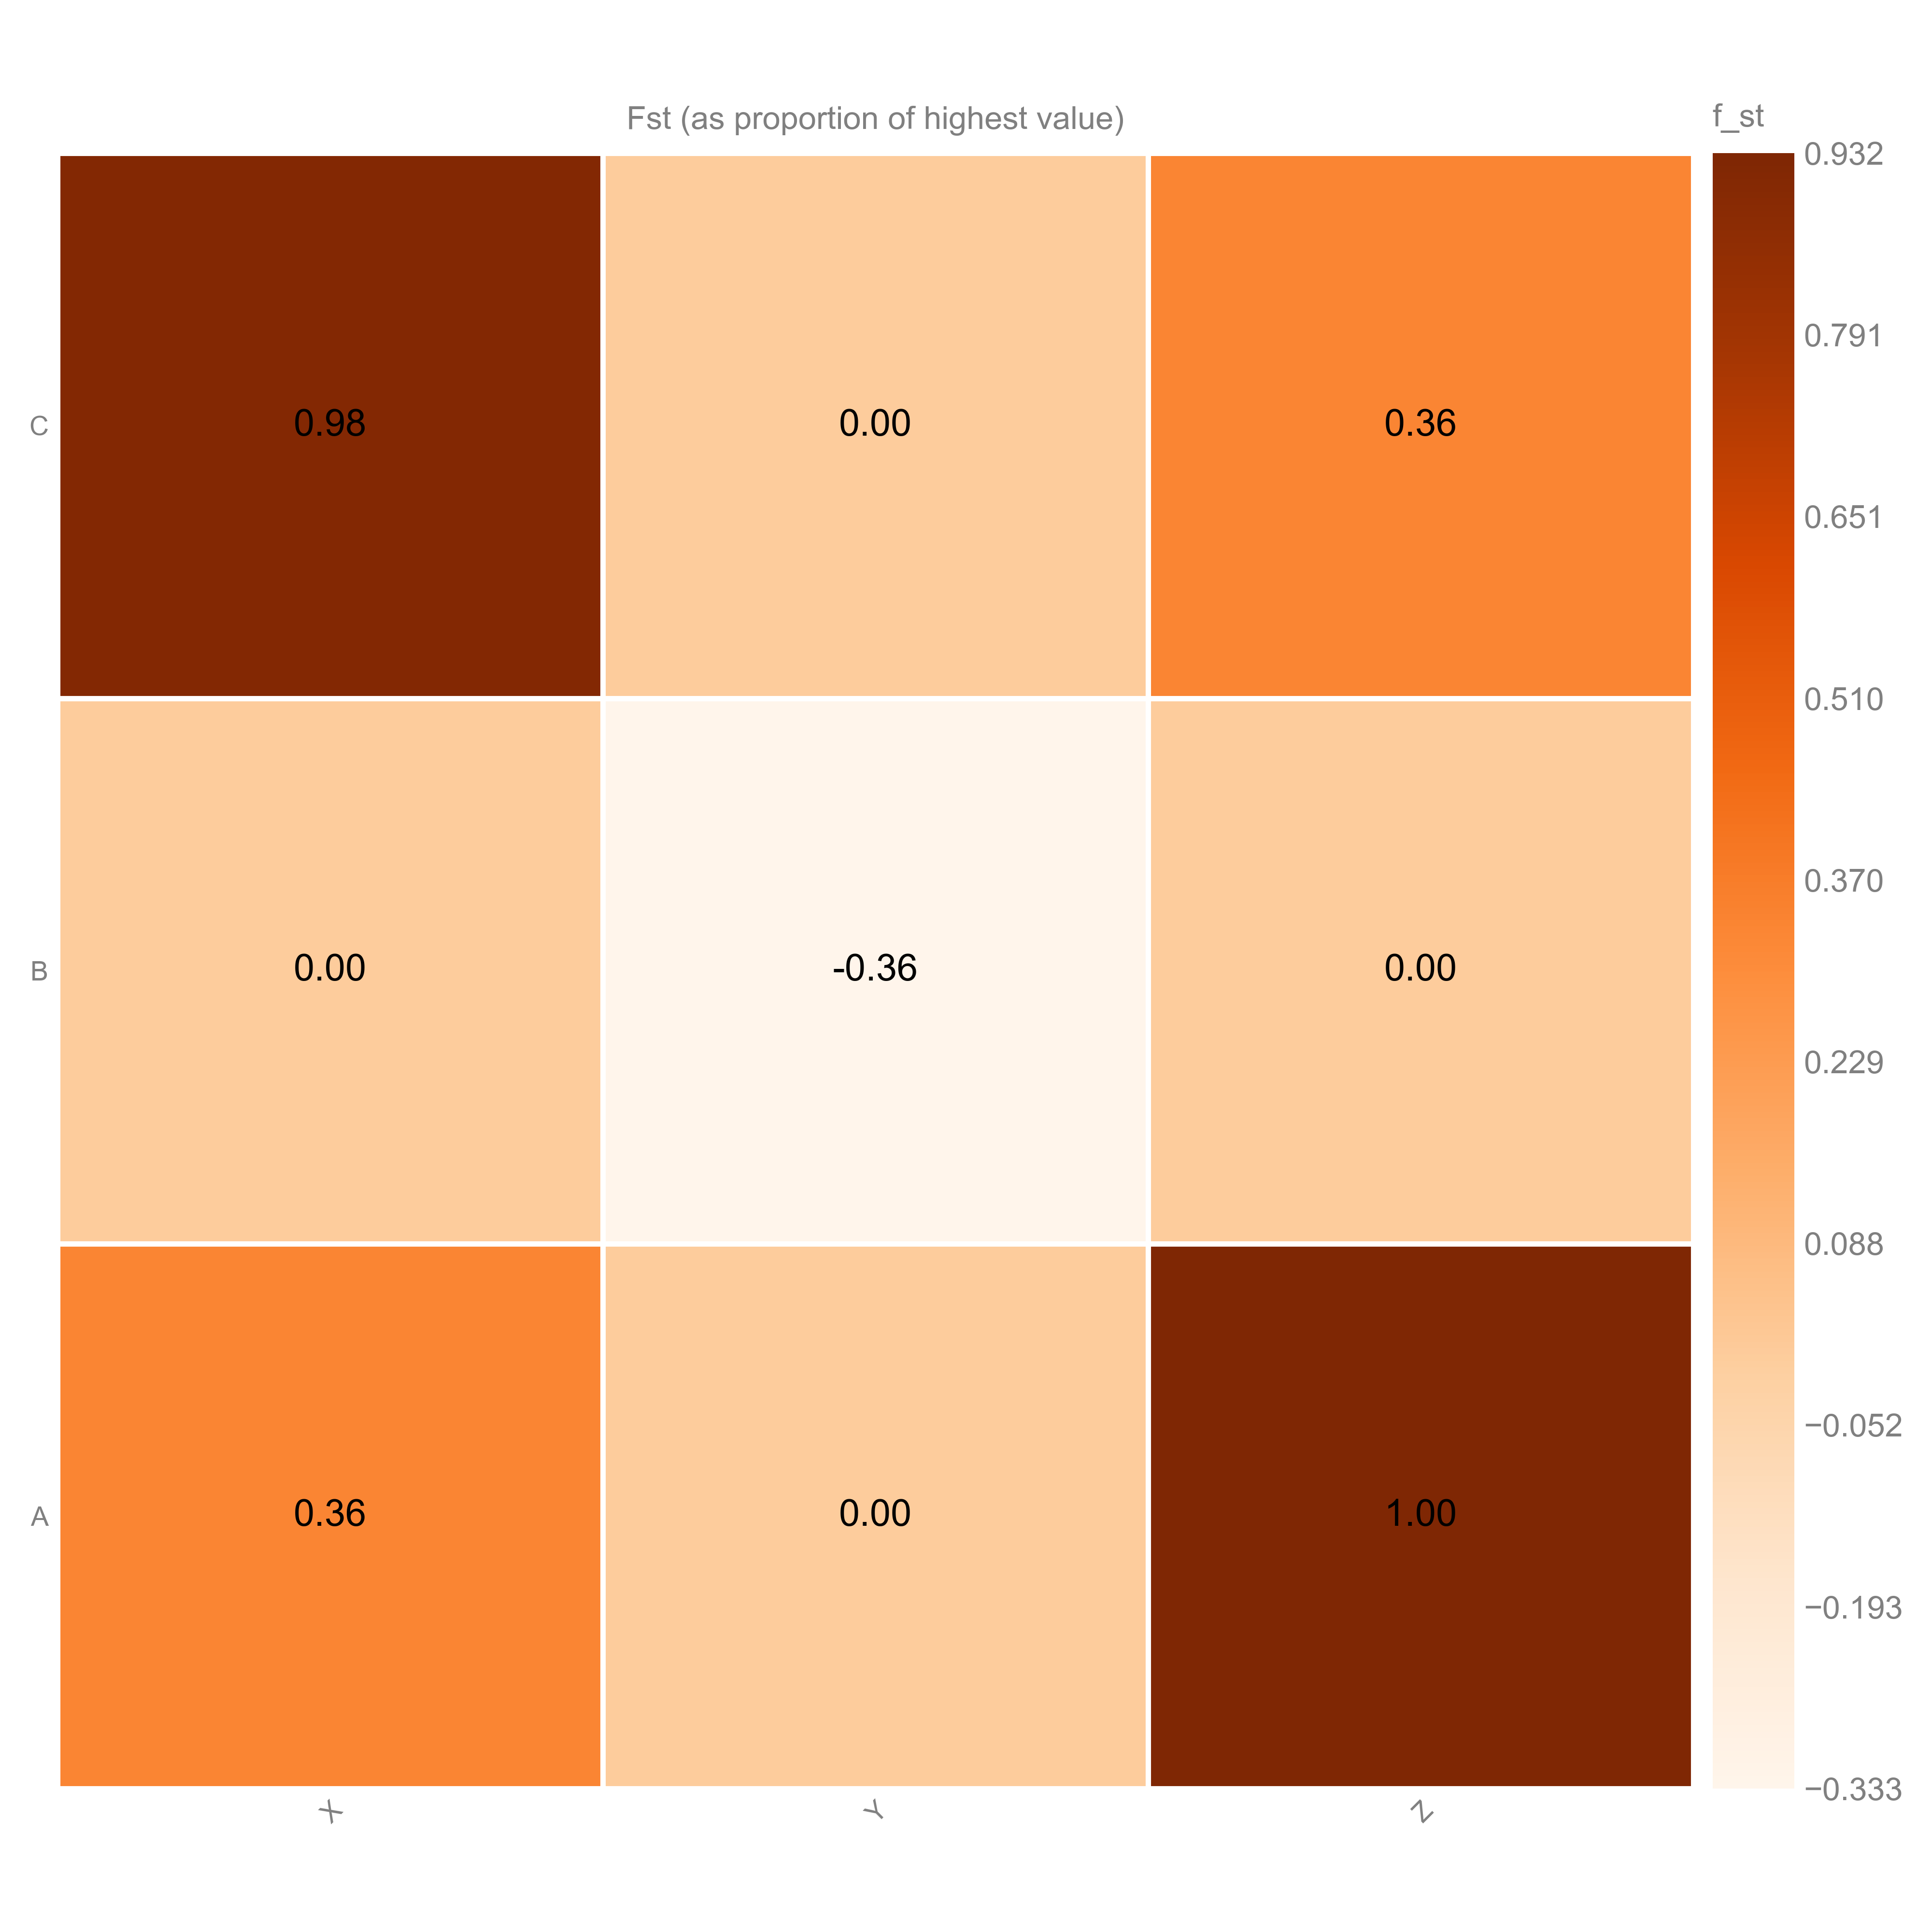 Fst (as proportion of highest value)
f_st
0.932
0.791
0.651
0.510
0.370
0.229
0.088
−0.052
−0.193
−0.333
C
0.98
0.00
0.36
B
0.00
-0.36
0.00
A
0.36
0.00
1.00
X
Y
Z